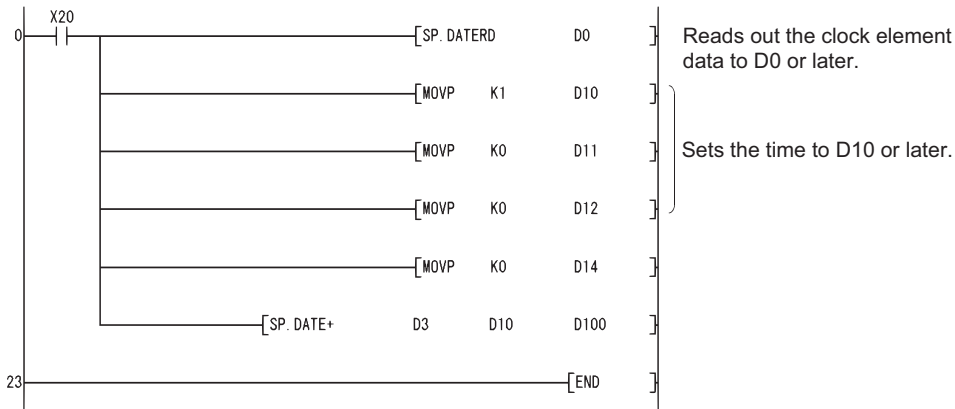 X20
0 [SP. DATERD D0 ] Reads out the clock element
data to D0 or later.
[MOVP K1 D10 ]
[MOVP K0 D11 ] Sets the time to D10 or later.
[MOVP K0 D12 ]
[MOVP K0 D14 ]
[SP. DATE+ D3 D10 D100 ]
23 [END ]